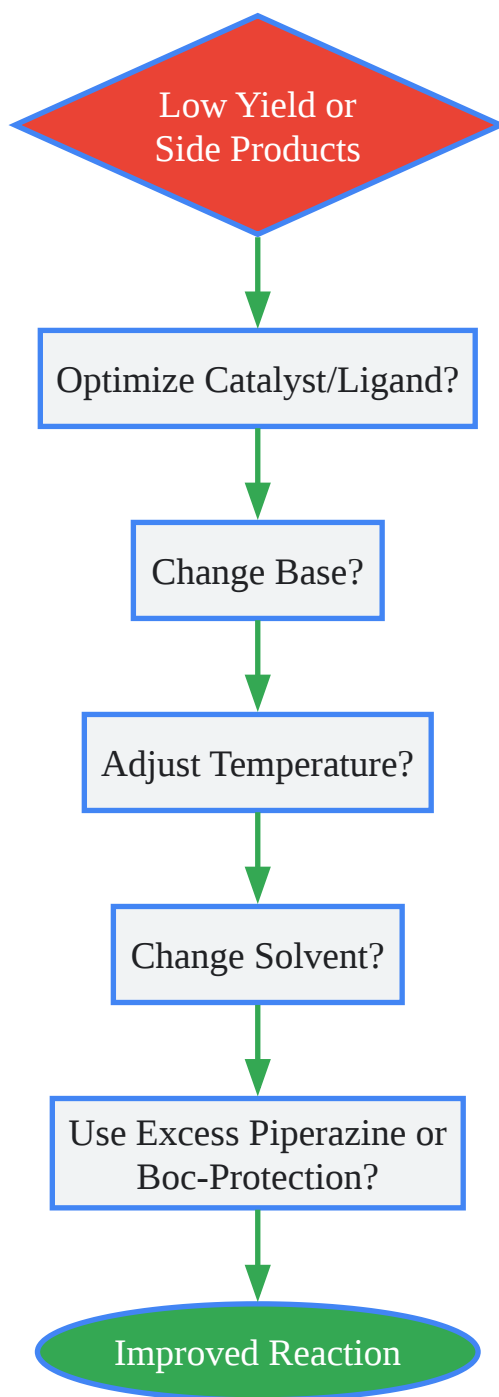 Low Yield or
Side Products
Optimize Catalyst/Ligand?
Change Base?
Adjust Temperature?
Change Solvent?
Use Excess Piperazine or
Boc-Protection?
Improved Reaction